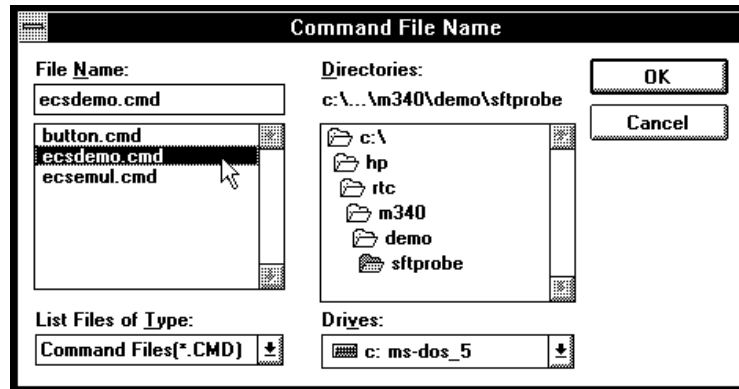 Command File Name
File Name:
ecsdemo.cmd
button.cmd
ecsdemo.cmd
ecsemul.cmd
List Files of Type:
Command Files(*.CMD)
Directories:
c:\...\m340\demo\sftprobe
c:\
hp
rtc
m340
demo
sftprobe
Drives:
c: ms-dos_5
OK
Cancel